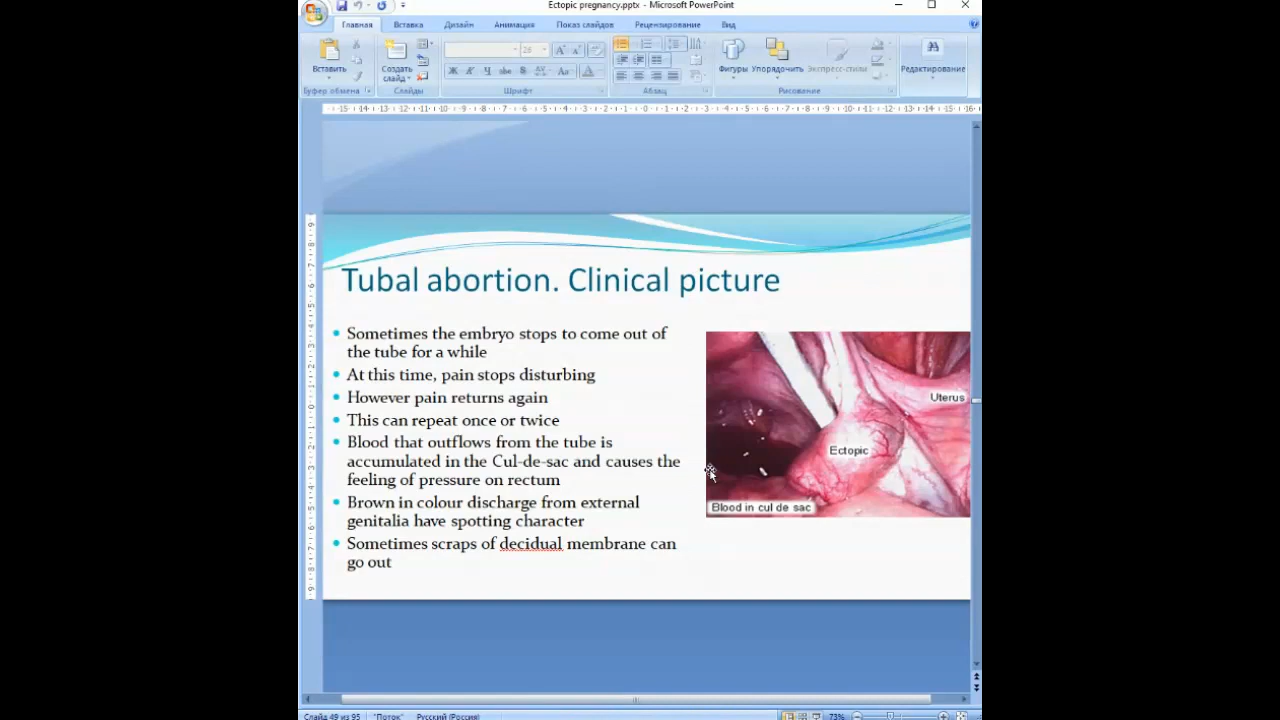 Ectopic pregnancy.pptx - Microsoft PowerPoint
Главная Вставка Дизайн Анимация Показ слайдов Рецензирование Вид
Вставить
Создать слайд
26
Ж К Ч abe S AV Aa A
Фигуры Упорядочить Экспресс-стили
Редактирование
Буфер обмена Слайды Шрифт Абзац Рисование
Tubal abortion. Clinical picture
Sometimes the embryo stops to come out of
the tube for a while
At this time, pain stops disturbing
However pain returns again
This can repeat once or twice
Blood that outflows from the tube is
accumulated in the Cul-de-sac and causes the
feeling of pressure on rectum
Brown in colour discharge from external
genitalia have spotting character
Sometimes scraps of decidual membrane can
go out
Uterus
Ectopic
Blood in cul de sac
Слайд 49 из 95 "Поток" Русский (Россия) 73%